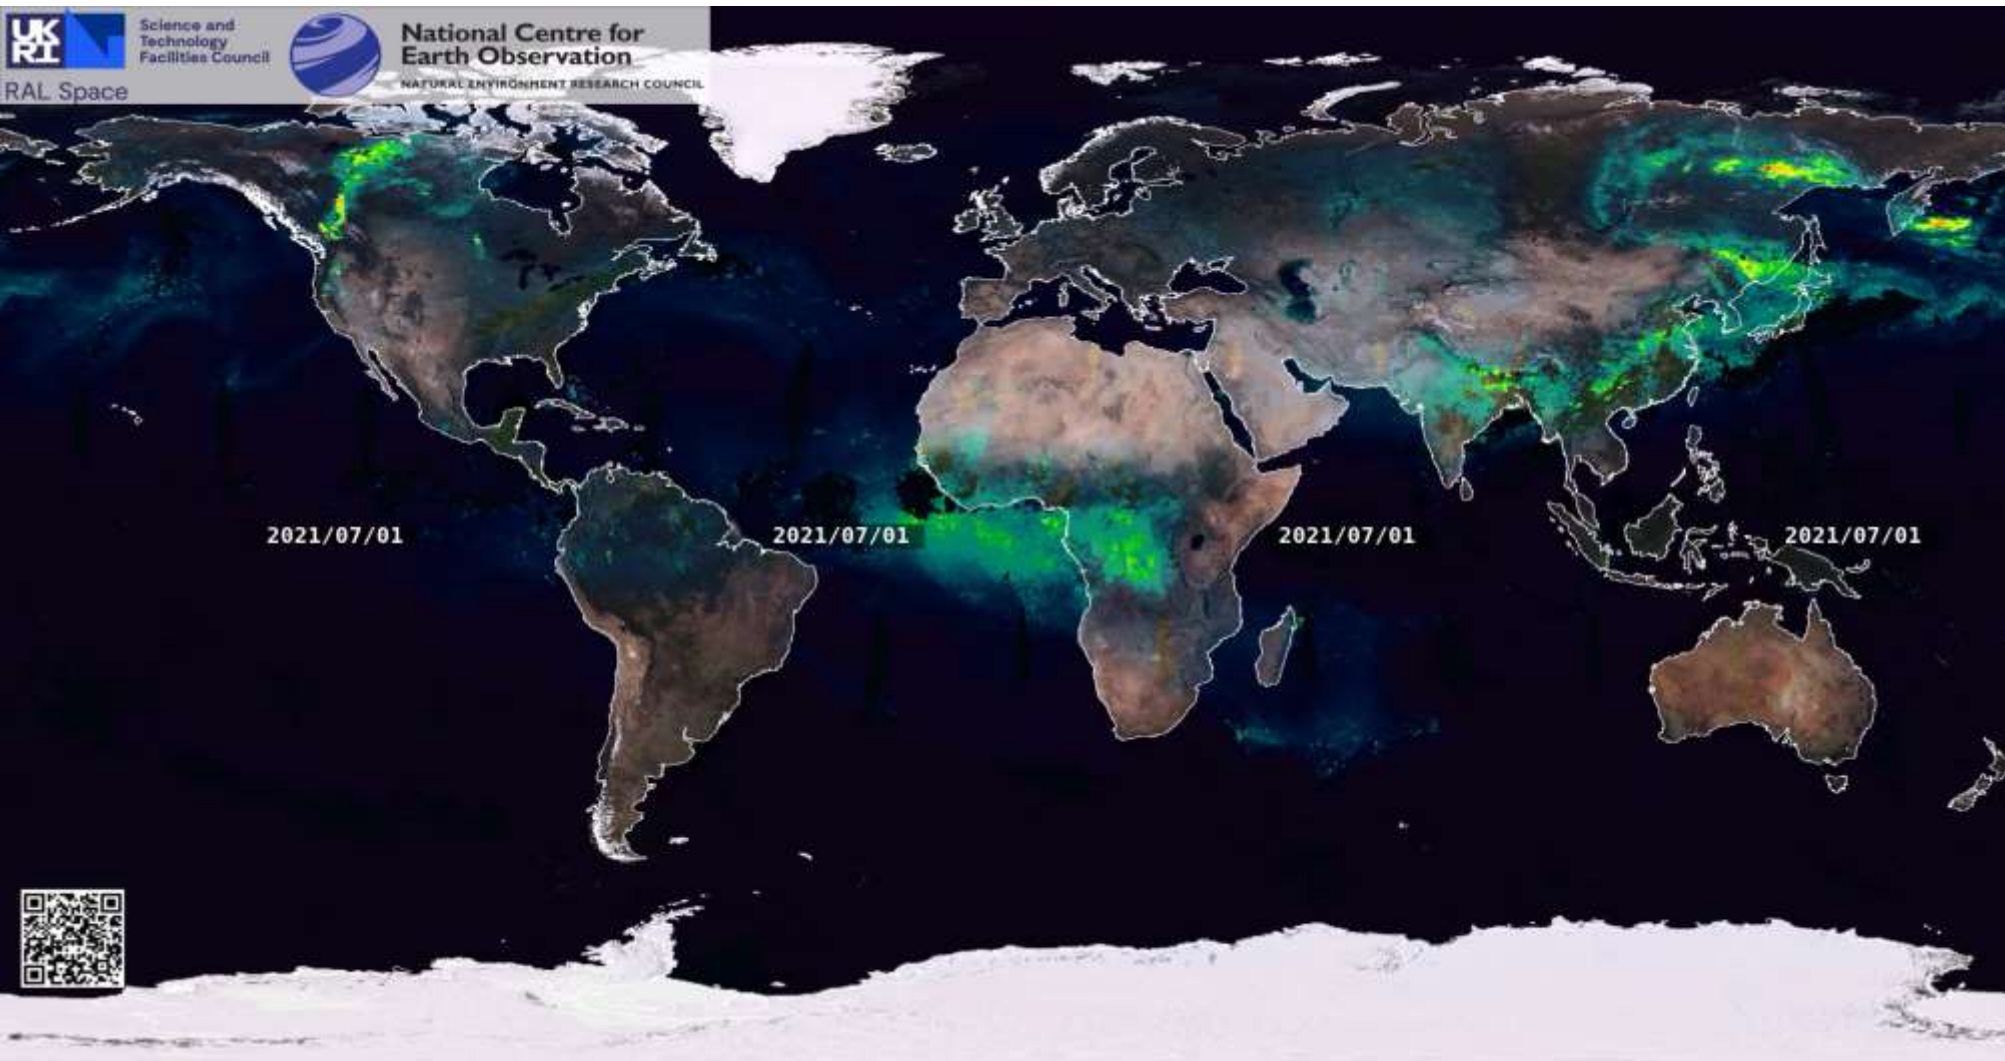 UK
RI
Science and
Technology
Facilities Council
RAL Space
National Centre for
Earth Observation
NATURAL ENVIRONMENT RESEARCH COUNCIL
2021/07/01
2021/07/01
2021/07/01
2021/07/01